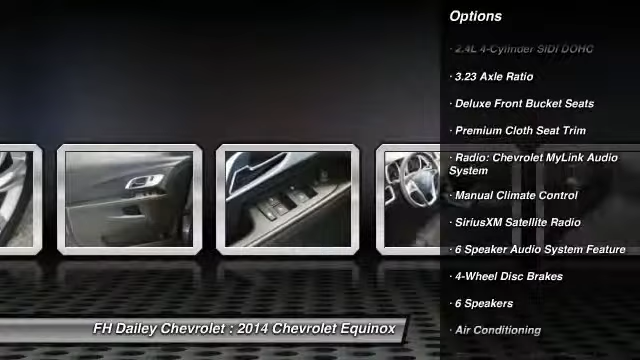 Options
· 2.4L 4-Cylinder SIDI DOHC
· 3.23 Axle Ratio
· Deluxe Front Bucket Seats
· Premium Cloth Seat Trim
· Radio: Chevrolet MyLink Audio
System
· Manual Climate Control
· SiriusXM Satellite Radio
· 6 Speaker Audio System Feature
· 4-Wheel Disc Brakes
· 6 Speakers
· Air Conditioning
FH Dailey Chevrolet : 2014 Chevrolet Equinox